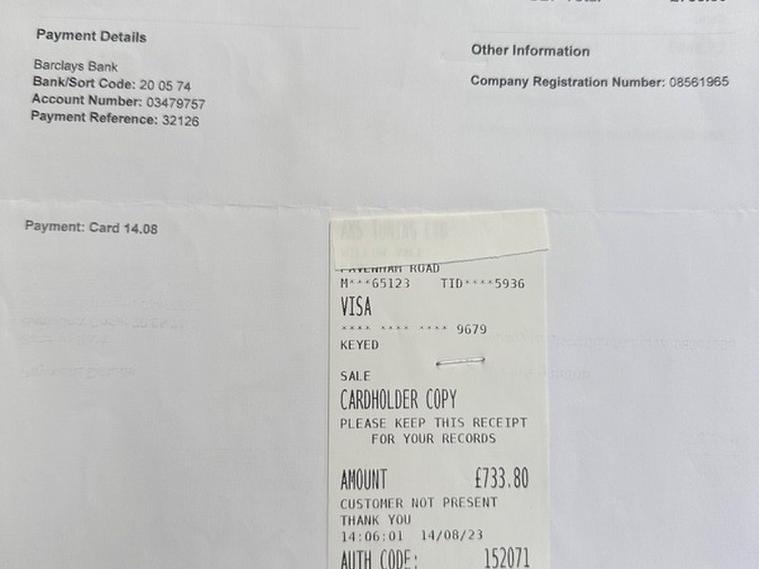 Payment Details
Barclays Bank
Bank/Sort Code: 20 05 74
Account Number: 03479757
Payment Reference: 32126
Other Information
Company Registration Number: 08561965
Payment: Card 14.08
PAVENHAM ROAD
M***65123 TID****5936
VISA
**** **** **** 9679
KEYED
SALE
CARDHOLDER COPY
PLEASE KEEP THIS RECEIPT
FOR YOUR RECORDS
AMOUNT £733.80
CUSTOMER NOT PRESENT
THANK YOU
14:06:01 14/08/23
AUTH CODE: 152071